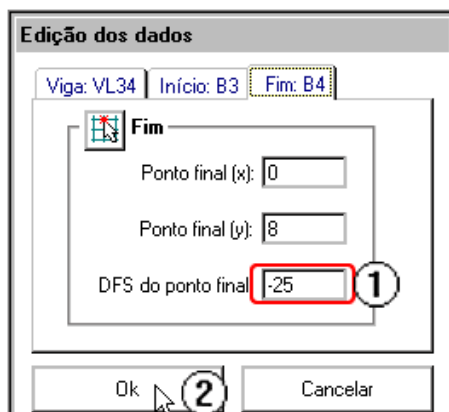 Edição dos dados
Viga: VL34 Início: B3 Fim: B4
Fim
Ponto final (x): 0
Ponto final (y): 8
DFS do ponto final -25 1
Ok 2 Cancelar